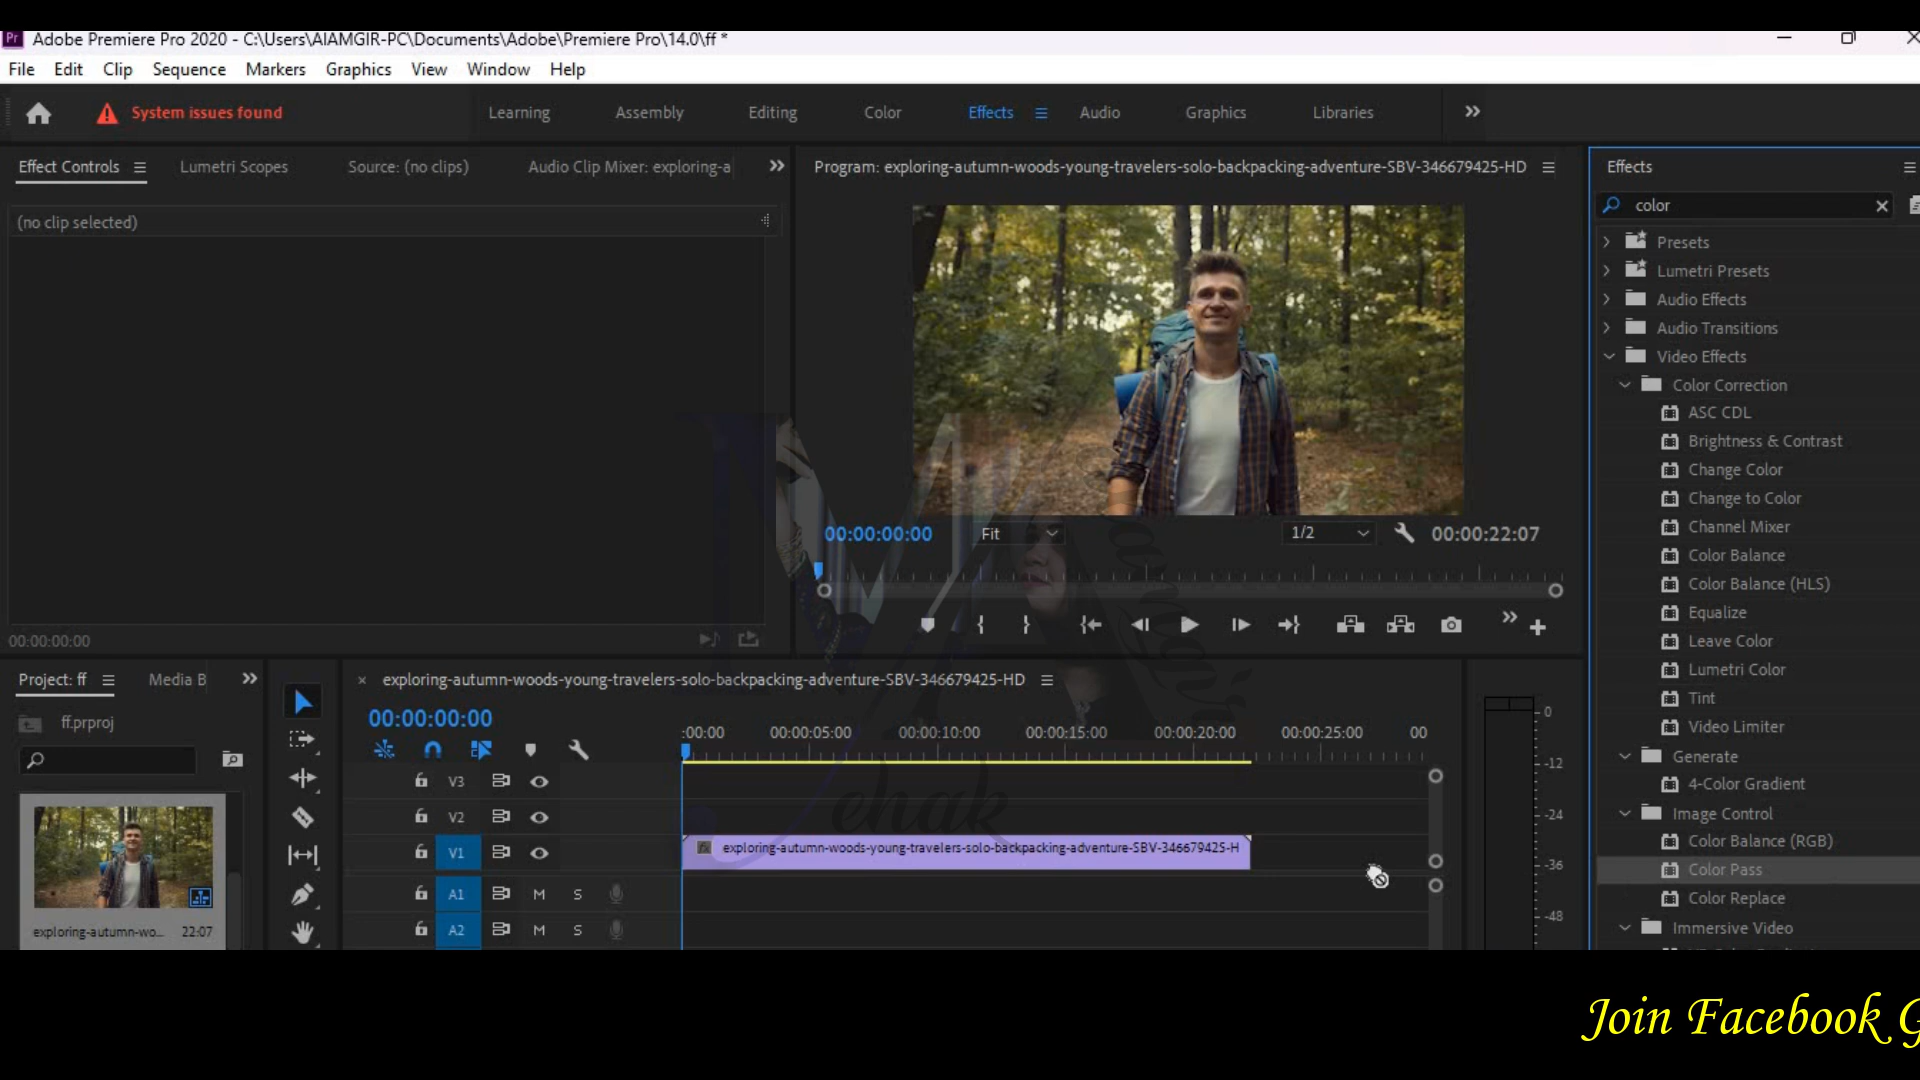 Adobe Premiere Pro 2020 - C:\Users\AIAMGIR-PC\Documents\Adobe\Premiere Pro\14.0\ff *
File Edit Clip Sequence Markers Graphics View Window Help
System issues found
Learning Assembly Editing Color Effects Audio Graphics Libraries
Effect Controls Lumetri Scopes Source: (no clips) Audio Clip Mixer: exploring-a
(no clip selected)
00:00:00:00
Program: exploring-autumn-woods-young-travelers-solo-backpacking-adventure-SBV-346679425-HD
00:00:00:00 Fit 1/2 00:00:22:07
Effects
color
Presets
Lumetri Presets
Audio Effects
Audio Transitions
Video Effects
Color Correction
ASC CDL
Brightness & Contrast
Change Color
Change to Color
Channel Mixer
Color Balance
Color Balance (HLS)
Equalize
Leave Color
Lumetri Color
Tint
Video Limiter
Generate
4-Color Gradient
Image Control
Color Balance (RGB)
Color Pass
Color Replace
Immersive Video
Project: ff Media B
ff.prproj
exploring-autumn-wo... 22:07
exploring-autumn-woods-young-travelers-solo-backpacking-adventure-SBV-346679425-HD
00:00:00:00
:00:00 00:00:05:00 00:00:10:00 00:00:15:00 00:00:20:00 00:00:25:00 00
V3
V2
V1 exploring-autumn-woods-young-travelers-solo-backpacking-adventure-SBV-346679425-H
A1 M S
A2 M S
0
-12
-24
-36
-48
Join Facebook G